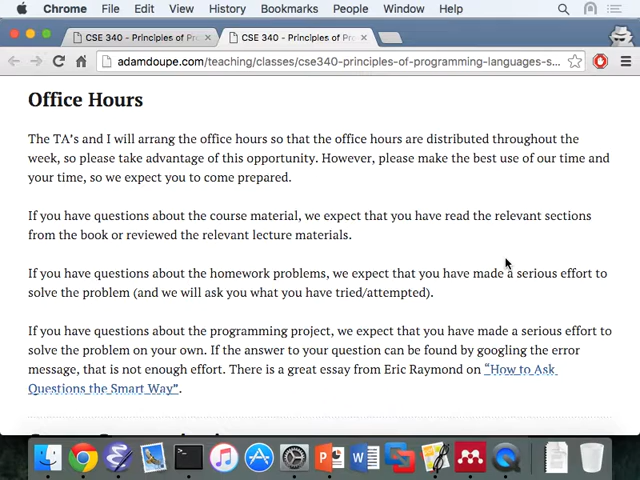 Chrome File Edit View History Bookmarks People Window Help
CSE 340 - Principles of Pr
CSE 340 - Principles of Pr
adamdoupe.com/teaching/classes/cse340-principles-of-programming-languages-s...
Office Hours
The TA's and I will arrang the office hours so that the office hours are distributed throughout the
week, so please take advantage of this opportunity. However, please make the best use of our time and
your time, so we expect you to come prepared.
If you have questions about the course material, we expect that you have read the relevant sections
from the book or reviewed the relevant lecture materials.
If you have questions about the homework problems, we expect that you have made a serious effort to
solve the problem (and we will ask you what you have tried/attempted).
If you have questions about the programming project, we expect that you have made a serious effort to
solve the problem on your own. If the answer to your question can be found by googling the error
message, that is not enough effort. There is a great essay from Eric Raymond on “How to Ask
Questions the Smart Way”.